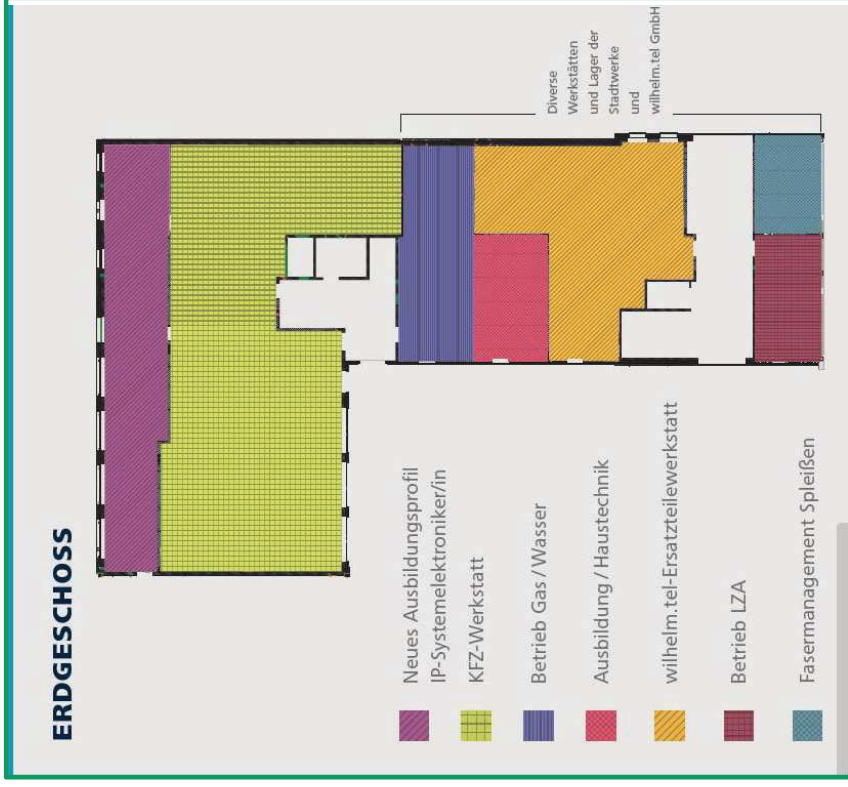 ERDGESCHOSS
Neues Ausbildungsprofil
IP-Systemelektroniker/in
KFZ-Werkstatt
Betrieb Gas / Wasser
Ausbildung / Haustechnik
wilhelm.tel-Ersatzteilewerkstatt
Betrieb LZA
Fasermanagement Spleißen
Diverse
Werkstätten
und Lager der
Stadtwerke
und
wilhelm.tel GmbH